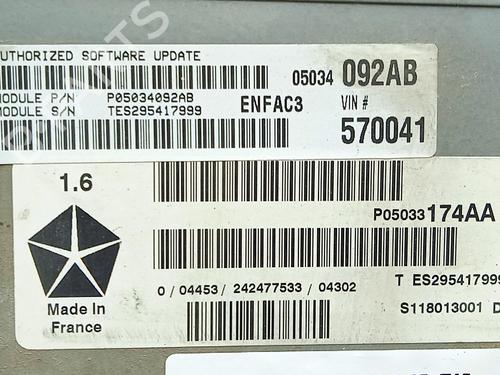 AUTHORIZED SOFTWARE UPDATE
05034 092AB
MODULE P/N P05034092AB
ENFAC3 VIN #
MODULE S/N TES295417999
570041
1.6
P05033174AA
0 / 04453 / 242477533 / 04302
T ES295417999
Made In
France
S118013001 D